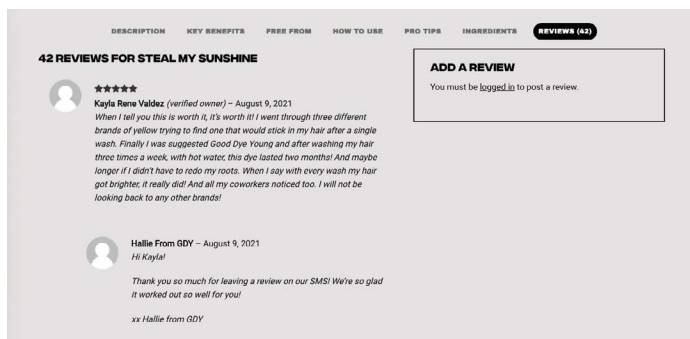 DESCRIPTION KEY BENEFITS FREE FROM HOW TO USE PRO TIPS INGREDIENTS REVIEWS (42)
42 REVIEWS FOR STEAL MY SUNSHINE
★★★★★
Kayla Rene Valdez (verified owner) – August 9, 2021
When I tell you this is worth it, it's worth it! I went through three different
brands of yellow trying to find one that would stick in my hair after a single
wash. Finally I was suggested Good Dye Young and after washing my hair
three times a week, with hot water, this dye lasted two months! And maybe
longer if I didn't have to redo my roots. When I say with every wash my hair
got brighter, it really did! And all my coworkers noticed too. I will not be
looking back to any other brands!
Hallie From GDY – August 9, 2021
Hi Kayla!
Thank you so much for leaving a review on our SMS! We're so glad
it worked out so well for you!
xx Hallie from GDY
ADD A REVIEW
You must be logged in to post a review.